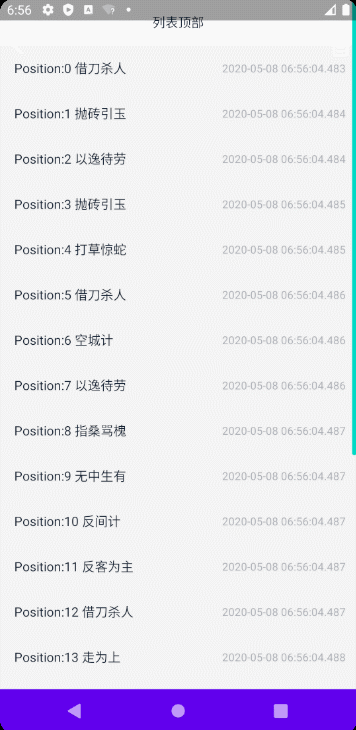 6:56
列表顶部
Position:0 借刀杀人 2020-05-08 06:56:04.483
Position:1 抛砖引玉 2020-05-08 06:56:04.484
Position:2 以逸待劳 2020-05-08 06:56:04.484
Position:3 抛砖引玉 2020-05-08 06:56:04.485
Position:4 打草惊蛇 2020-05-08 06:56:04.485
Position:5 借刀杀人 2020-05-08 06:56:04.486
Position:6 空城计 2020-05-08 06:56:04.486
Position:7 以逸待劳 2020-05-08 06:56:04.486
Position:8 指桑骂槐 2020-05-08 06:56:04.487
Position:9 无中生有 2020-05-08 06:56:04.487
Position:10 反间计 2020-05-08 06:56:04.487
Position:11 反客为主 2020-05-08 06:56:04.487
Position:12 借刀杀人 2020-05-08 06:56:04.487
Position:13 走为上 2020-05-08 06:56:04.488